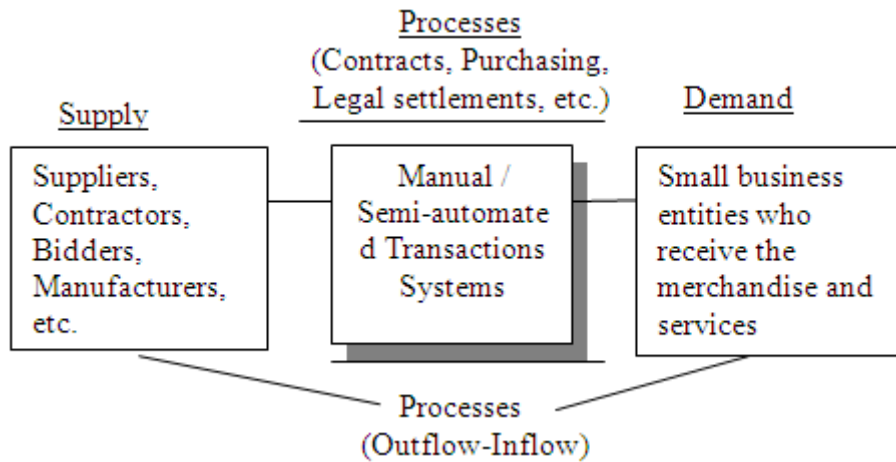 Processes
(Contracts, Purchasing,
Legal settlements, etc.)
Supply
Demand
Suppliers,
Contractors,
Bidders,
Manufacturers,
etc.
Manual /
Semi-automate
d Transactions
Systems
Small business
entities who
receive the
merchandise and
services
Processes
(Outflow-Inflow)